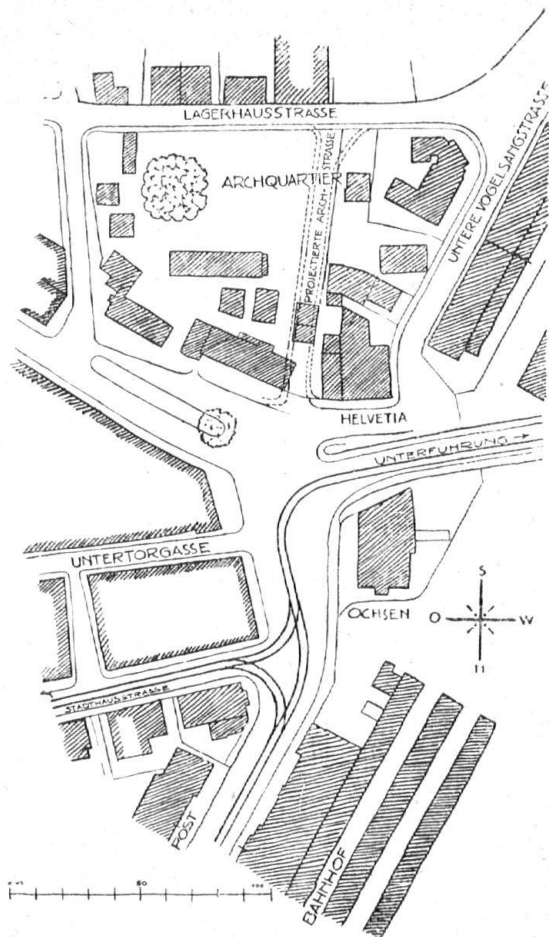 LAGERHAUSSTRASSE
ARCHQUARTIER
PROJEKTIERTE ARCH-STRASSE
UNTERE VOGELSANGSTRASSE
HELVETIA
UNTERFÜHRUNG →
UNTERTORGASSE
OCHSEN
S
O W
N
STADTHAUSSTRASSE
POST
BAHNHOF
50
100